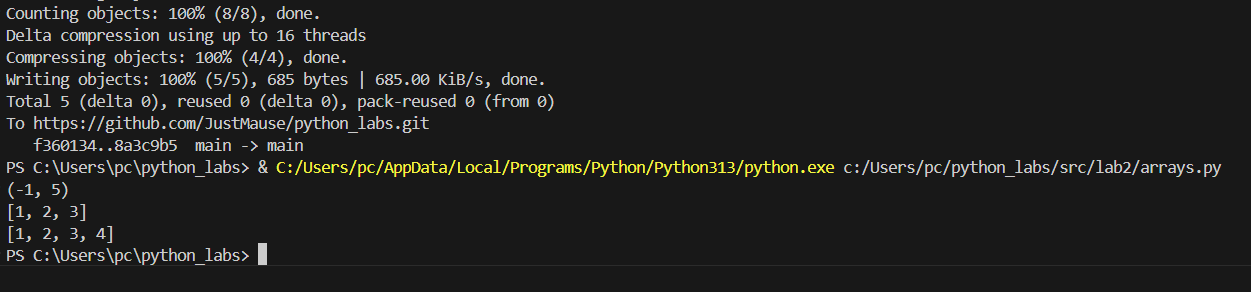 Counting objects: 100% (8/8), done.
Delta compression using up to 16 threads
Compressing objects: 100% (4/4), done.
Writing objects: 100% (5/5), 685 bytes | 685.00 KiB/s, done.
Total 5 (delta 0), reused 0 (delta 0), pack-reused 0 (from 0)
To https://github.com/JustMause/python_labs.git
   f360134..8a3c9b5  main -> main
PS C:\Users\pc\python_labs> & C:/Users/pc/AppData/Local/Programs/Python/Python313/python.exe c:/Users/pc/python_labs/src/lab2/arrays.py
(-1, 5)
[1, 2, 3]
[1, 2, 3, 4]
PS C:\Users\pc\python_labs>